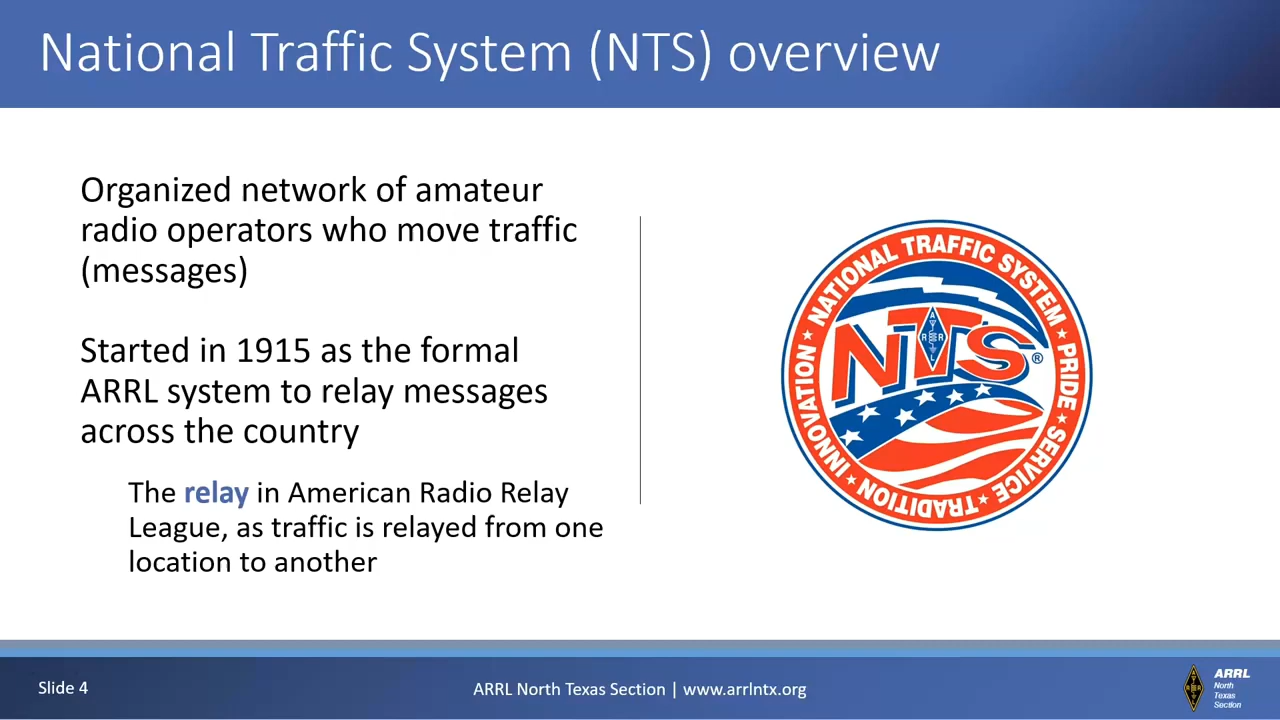 National Traffic System (NTS) overview
Organized network of amateur
radio operators who move traffic
(messages)
Started in 1915 as the formal
ARRL system to relay messages
across the country
The relay in American Radio Relay
League, as traffic is relayed from one
location to another
NATIONAL TRAFFIC SYSTEM ★ PRIDE ★ SERVICE ★ TRADITION ★ INNOVATION ★
NTS®
A
R R
L
Slide 4
ARRL North Texas Section | www.arrlntx.org
ARRL
North
Texas
Section